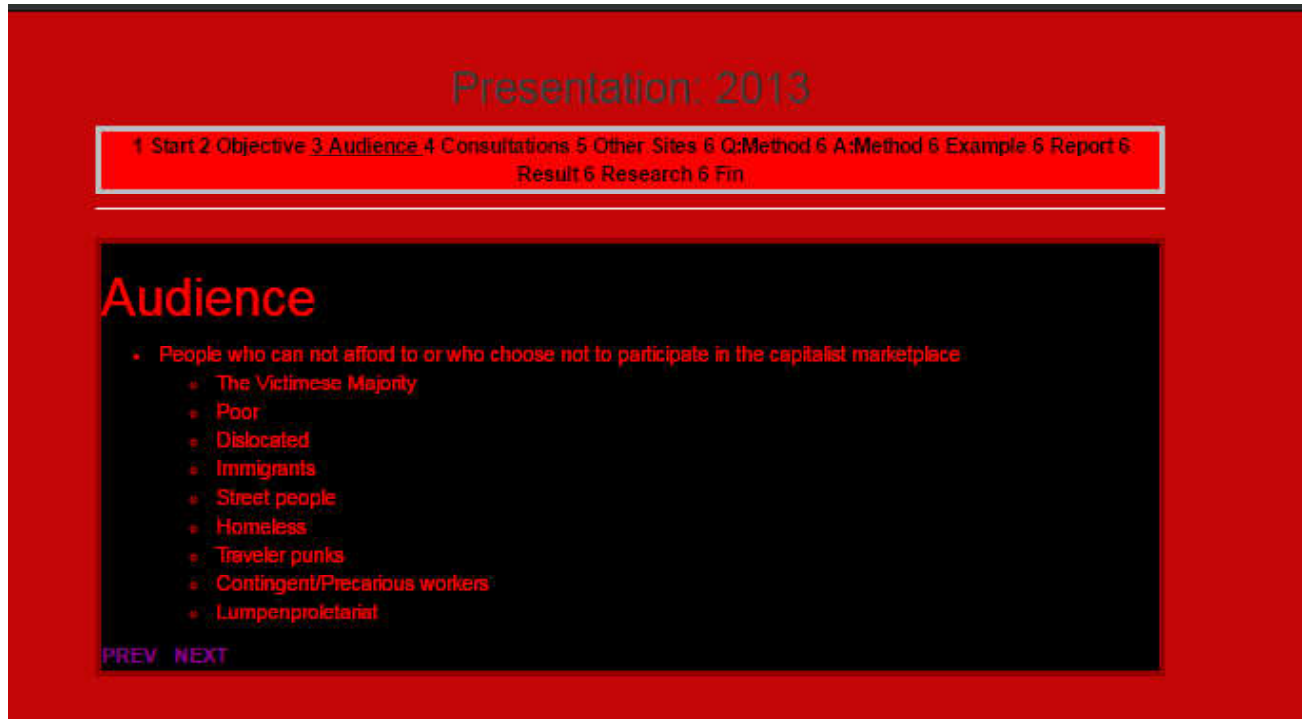 Presentation: 2013
1 Start 2 Objective 3 Audience 4 Consultations 5 Other Sites 6 Q:Method 6 A:Method 6 Example 6 Report 6
Result 6 Research 6 Fin
Audience
People who can not afford to or who choose not to participate in the capitalist marketplace
The Victimese Majority
Poor
Dislocated
Immigrants
Street people
Homeless
Traveler punks
Contingent/Precarious workers
Lumpenproletariat
PREV NEXT